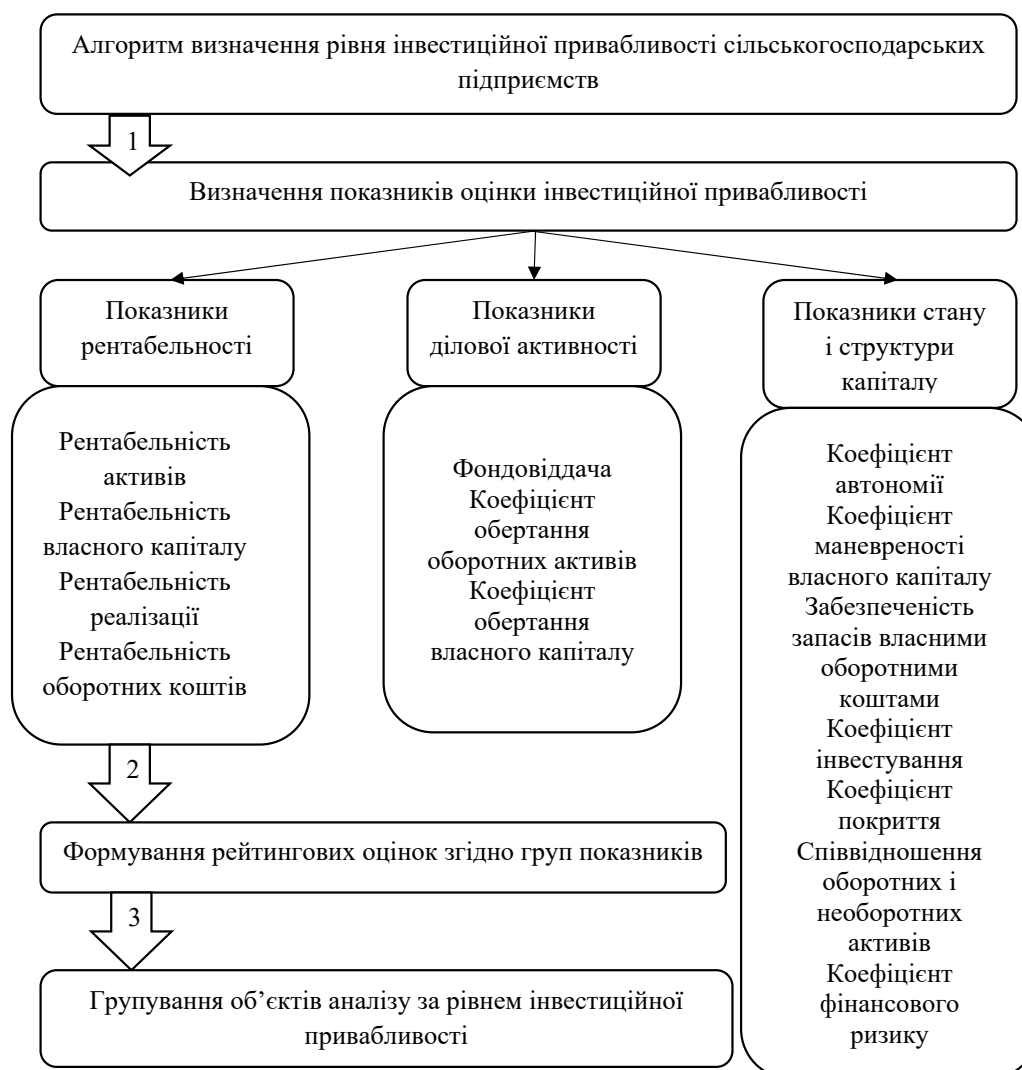 Алгоритм визначення рівня інвестиційної привабливості сільськогосподарських
підприємств
1
Визначення показників оцінки інвестиційної привабливості
Показники
рентабельності
Показники
ділової активності
Показники стану
і структури
капіталу
Рентабельність
активів
Рентабельність
власного капіталу
Рентабельність
реалізації
Рентабельність
оборотних коштів
Фондовіддача
Коефіцієнт
обертання
оборотних активів
Коефіцієнт
обертання
власного капіталу
Коефіцієнт
автономії
Коефіцієнт
маневреності
власного капіталу
Забезпеченість
запасів власними
оборотними
коштами
Коефіцієнт
інвестування
Коефіцієнт
покриття
Співвідношення
оборотних і
необоротних
активів
Коефіцієнт
фінансового
ризику
2
Формування рейтингових оцінок згідно груп показників
3
Групування об’єктів аналізу за рівнем інвестиційної
привабливості